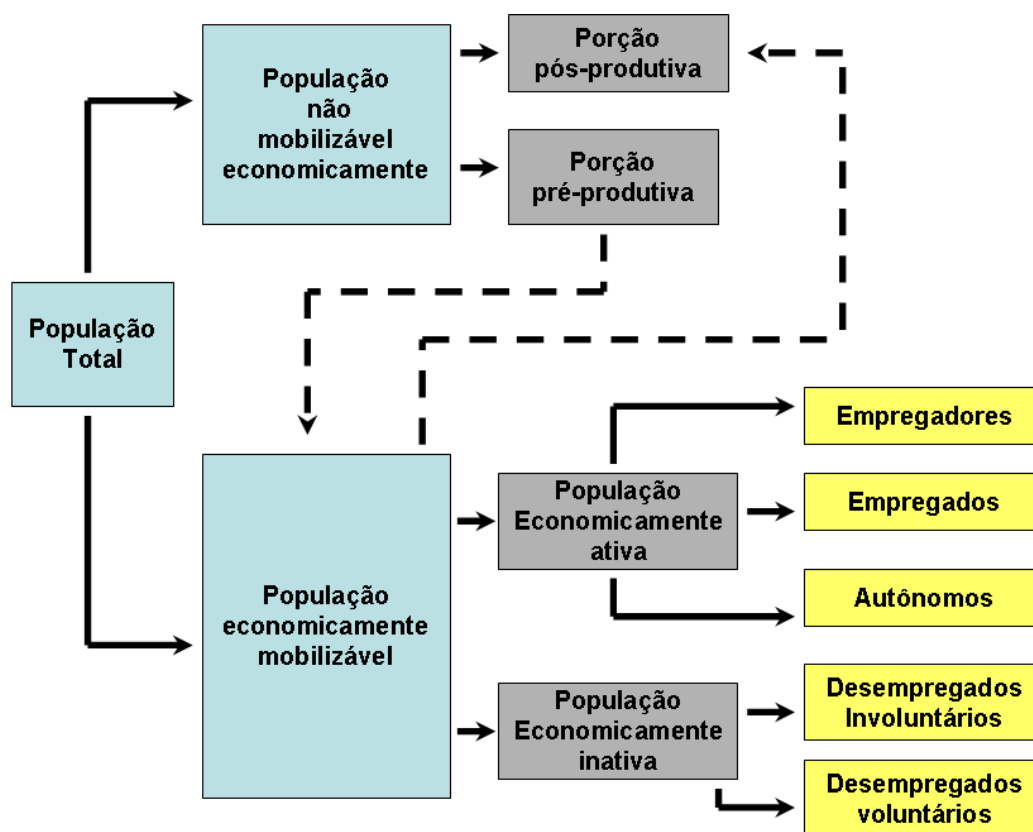 População
não
mobilizável
economicamente
Porção
pós-produtiva
Porção
pré-produtiva
População
Total
População
economicamente
mobilizável
População
Economicamente
ativa
Empregadores
Empregados
Autônomos
População
Economicamente
inativa
Desempregados
Involuntários
Desempregados
voluntários